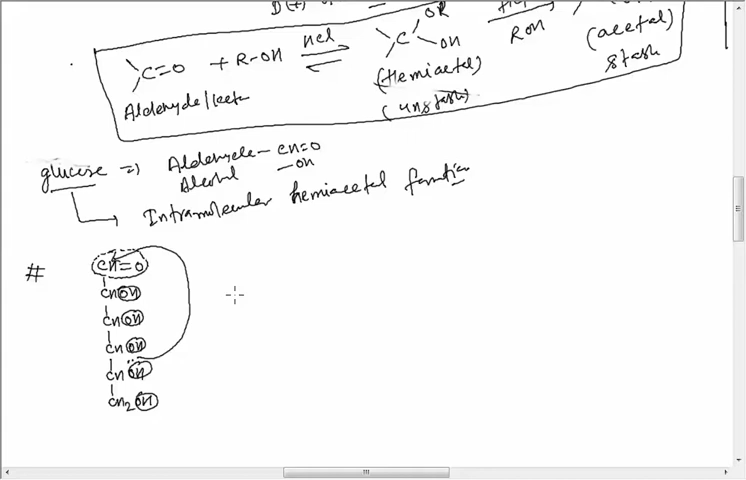 D(+)
OR
C=O + R-OH HCl C OH ROH
(Hemiacetal) (acetal)
Aldehyde/keto (unstable) stable
glucose => Aldehyde - CH=O
Alcohol - OH
Intramolecular hemiacetal formation
# CH=O
CHOH
CHOH
CHOH
CHOH
CH2OH